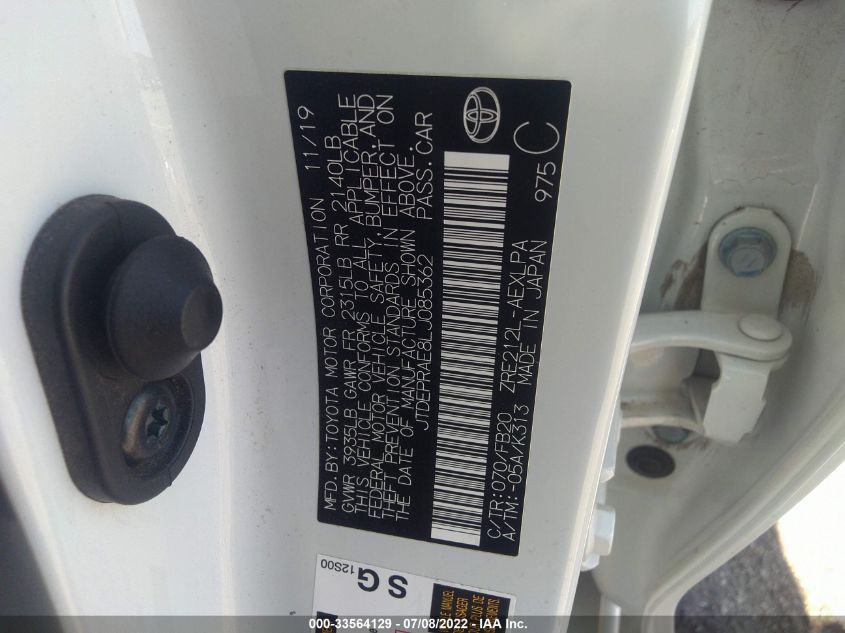 MFD. BY: TOYOTA MOTOR CORPORATION 11/19
GVWR 3935LB GAWR FR 2315LB RR 2140LB
THIS VEHICLE CONFORMS TO ALL APPLICABLE
FEDERAL MOTOR VEHICLE SAFETY, BUMPER, AND
THEFT PREVENTION STANDARDS IN EFFECT ON
THE DATE OF MANUFACTURE SHOWN ABOVE.
JTDEPRAE8LJ085362 PASS. CAR
C/TR: 070/FB20 ZRE212L-AEXLPA 975 C
A/TM: -05A/K313 MADE IN JAPAN
SG
12S00
000-33564129 - 07/08/2022 - IAA Inc.